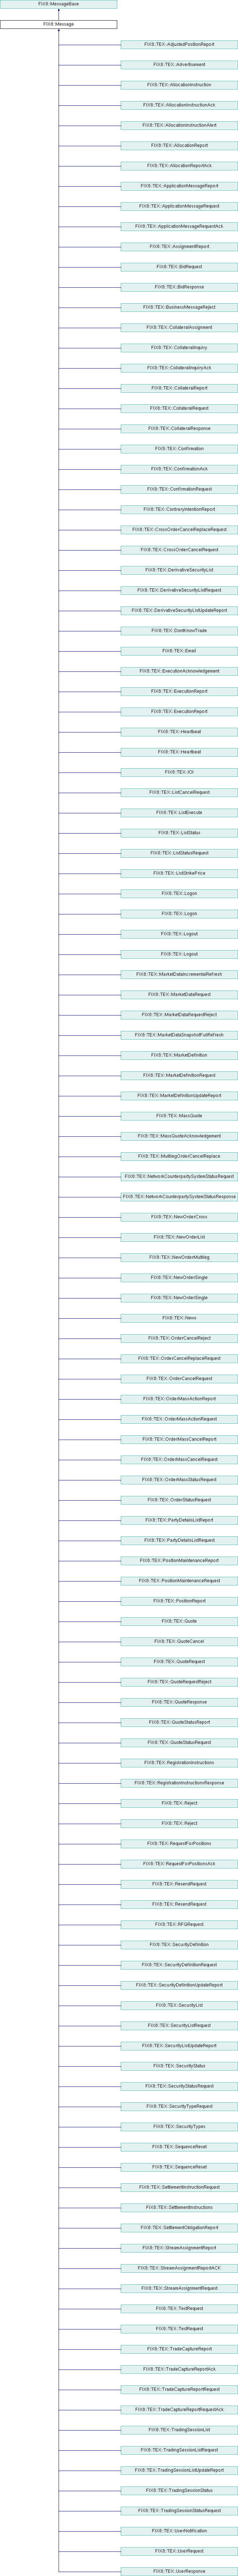 FIX8::MessageBase
FIX8::Message
FIX8::TEX::AdjustedPositionReport
FIX8::TEX::Advertisement
FIX8::TEX::AllocationInstruction
FIX8::TEX::AllocationInstructionAck
FIX8::TEX::AllocationInstructionAlert
FIX8::TEX::AllocationReport
FIX8::TEX::AllocationReportAck
FIX8::TEX::ApplicationMessageReport
FIX8::TEX::ApplicationMessageRequest
FIX8::TEX::ApplicationMessageRequestAck
FIX8::TEX::AssignmentReport
FIX8::TEX::BidRequest
FIX8::TEX::BidResponse
FIX8::TEX::BusinessMessageReject
FIX8::TEX::CollateralAssignment
FIX8::TEX::CollateralInquiry
FIX8::TEX::CollateralInquiryAck
FIX8::TEX::CollateralReport
FIX8::TEX::CollateralRequest
FIX8::TEX::CollateralResponse
FIX8::TEX::Confirmation
FIX8::TEX::ConfirmationAck
FIX8::TEX::ConfirmationRequest
FIX8::TEX::ContraryIntentionReport
FIX8::TEX::CrossOrderCancelReplaceRequest
FIX8::TEX::CrossOrderCancelRequest
FIX8::TEX::DerivativeSecurityList
FIX8::TEX::DerivativeSecurityListRequest
FIX8::TEX::DerivativeSecurityListUpdateReport
FIX8::TEX::DontKnowTrade
FIX8::TEX::Email
FIX8::TEX::ExecutionAcknowledgement
FIX8::TEX::ExecutionReport
FIX8::TEX::ExecutionReport
FIX8::TEX::Heartbeat
FIX8::TEX::Heartbeat
FIX8::TEX::IOI
FIX8::TEX::ListCancelRequest
FIX8::TEX::ListExecute
FIX8::TEX::ListStatus
FIX8::TEX::ListStatusRequest
FIX8::TEX::ListStrikePrice
FIX8::TEX::Logon
FIX8::TEX::Logon
FIX8::TEX::Logout
FIX8::TEX::Logout
FIX8::TEX::MarketDataIncrementalRefresh
FIX8::TEX::MarketDataRequest
FIX8::TEX::MarketDataRequestReject
FIX8::TEX::MarketDataSnapshotFullRefresh
FIX8::TEX::MarketDefinition
FIX8::TEX::MarketDefinitionRequest
FIX8::TEX::MarketDefinitionUpdateReport
FIX8::TEX::MassQuote
FIX8::TEX::MassQuoteAcknowledgement
FIX8::TEX::MultilegOrderCancelReplace
FIX8::TEX::NetworkCounterpartySystemStatusRequest
FIX8::TEX::NetworkCounterpartySystemStatusResponse
FIX8::TEX::NewOrderCross
FIX8::TEX::NewOrderList
FIX8::TEX::NewOrderMultileg
FIX8::TEX::NewOrderSingle
FIX8::TEX::NewOrderSingle
FIX8::TEX::News
FIX8::TEX::OrderCancelReject
FIX8::TEX::OrderCancelReplaceRequest
FIX8::TEX::OrderCancelRequest
FIX8::TEX::OrderMassActionReport
FIX8::TEX::OrderMassActionRequest
FIX8::TEX::OrderMassCancelReport
FIX8::TEX::OrderMassCancelRequest
FIX8::TEX::OrderMassStatusRequest
FIX8::TEX::OrderStatusRequest
FIX8::TEX::PartyDetailsListReport
FIX8::TEX::PartyDetailsListRequest
FIX8::TEX::PositionMaintenanceReport
FIX8::TEX::PositionMaintenanceRequest
FIX8::TEX::PositionReport
FIX8::TEX::Quote
FIX8::TEX::QuoteCancel
FIX8::TEX::QuoteRequest
FIX8::TEX::QuoteRequestReject
FIX8::TEX::QuoteResponse
FIX8::TEX::QuoteStatusReport
FIX8::TEX::QuoteStatusRequest
FIX8::TEX::RegistrationInstructions
FIX8::TEX::RegistrationInstructionsResponse
FIX8::TEX::Reject
FIX8::TEX::Reject
FIX8::TEX::RequestForPositions
FIX8::TEX::RequestForPositionsAck
FIX8::TEX::ResendRequest
FIX8::TEX::ResendRequest
FIX8::TEX::RFQRequest
FIX8::TEX::SecurityDefinition
FIX8::TEX::SecurityDefinitionRequest
FIX8::TEX::SecurityDefinitionUpdateReport
FIX8::TEX::SecurityList
FIX8::TEX::SecurityListRequest
FIX8::TEX::SecurityListUpdateReport
FIX8::TEX::SecurityStatus
FIX8::TEX::SecurityStatusRequest
FIX8::TEX::SecurityTypeRequest
FIX8::TEX::SecurityTypes
FIX8::TEX::SequenceReset
FIX8::TEX::SequenceReset
FIX8::TEX::SettlementInstructionRequest
FIX8::TEX::SettlementInstructions
FIX8::TEX::SettlementObligationReport
FIX8::TEX::StreamAssignmentReport
FIX8::TEX::StreamAssignmentReportACK
FIX8::TEX::StreamAssignmentRequest
FIX8::TEX::TestRequest
FIX8::TEX::TestRequest
FIX8::TEX::TradeCaptureReport
FIX8::TEX::TradeCaptureReportAck
FIX8::TEX::TradeCaptureReportRequest
FIX8::TEX::TradeCaptureReportRequestAck
FIX8::TEX::TradingSessionList
FIX8::TEX::TradingSessionListRequest
FIX8::TEX::TradingSessionListUpdateReport
FIX8::TEX::TradingSessionStatus
FIX8::TEX::TradingSessionStatusRequest
FIX8::TEX::UserNotification
FIX8::TEX::UserRequest
FIX8::TEX::UserResponse